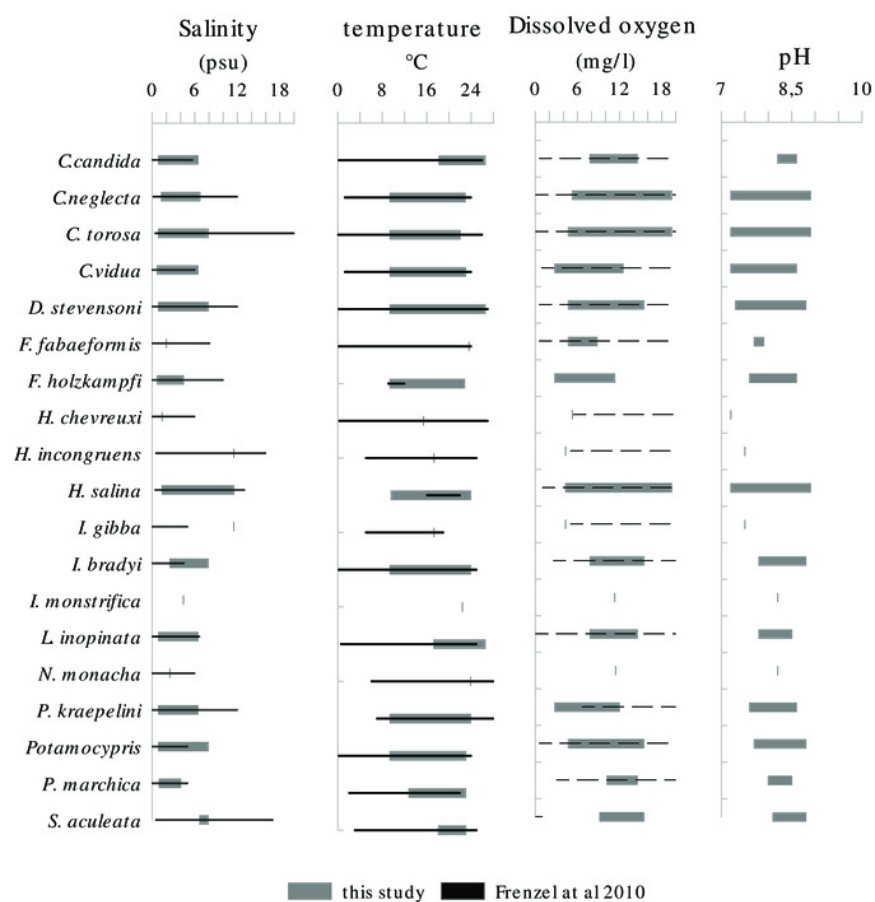 Salinity temperature Dissolved oxygen
(psu) °C (mg/l) pH
0 6 12 18 0 8 16 24 0 6 12 18 7 8,5 10
C.candida
C.neglecta
C. torosa
C.vidua
D. stevensoni
F. fabaeformis
F. holzkampfi
H. chevreuxi
H. incongruens
H. salina
I. gibba
I. bradyi
I. monstrifica
L. inopinata
N. monacha
P. kraepelini
Potamocypris
P. marchica
S. aculeata
this study Frenzel at al 2010